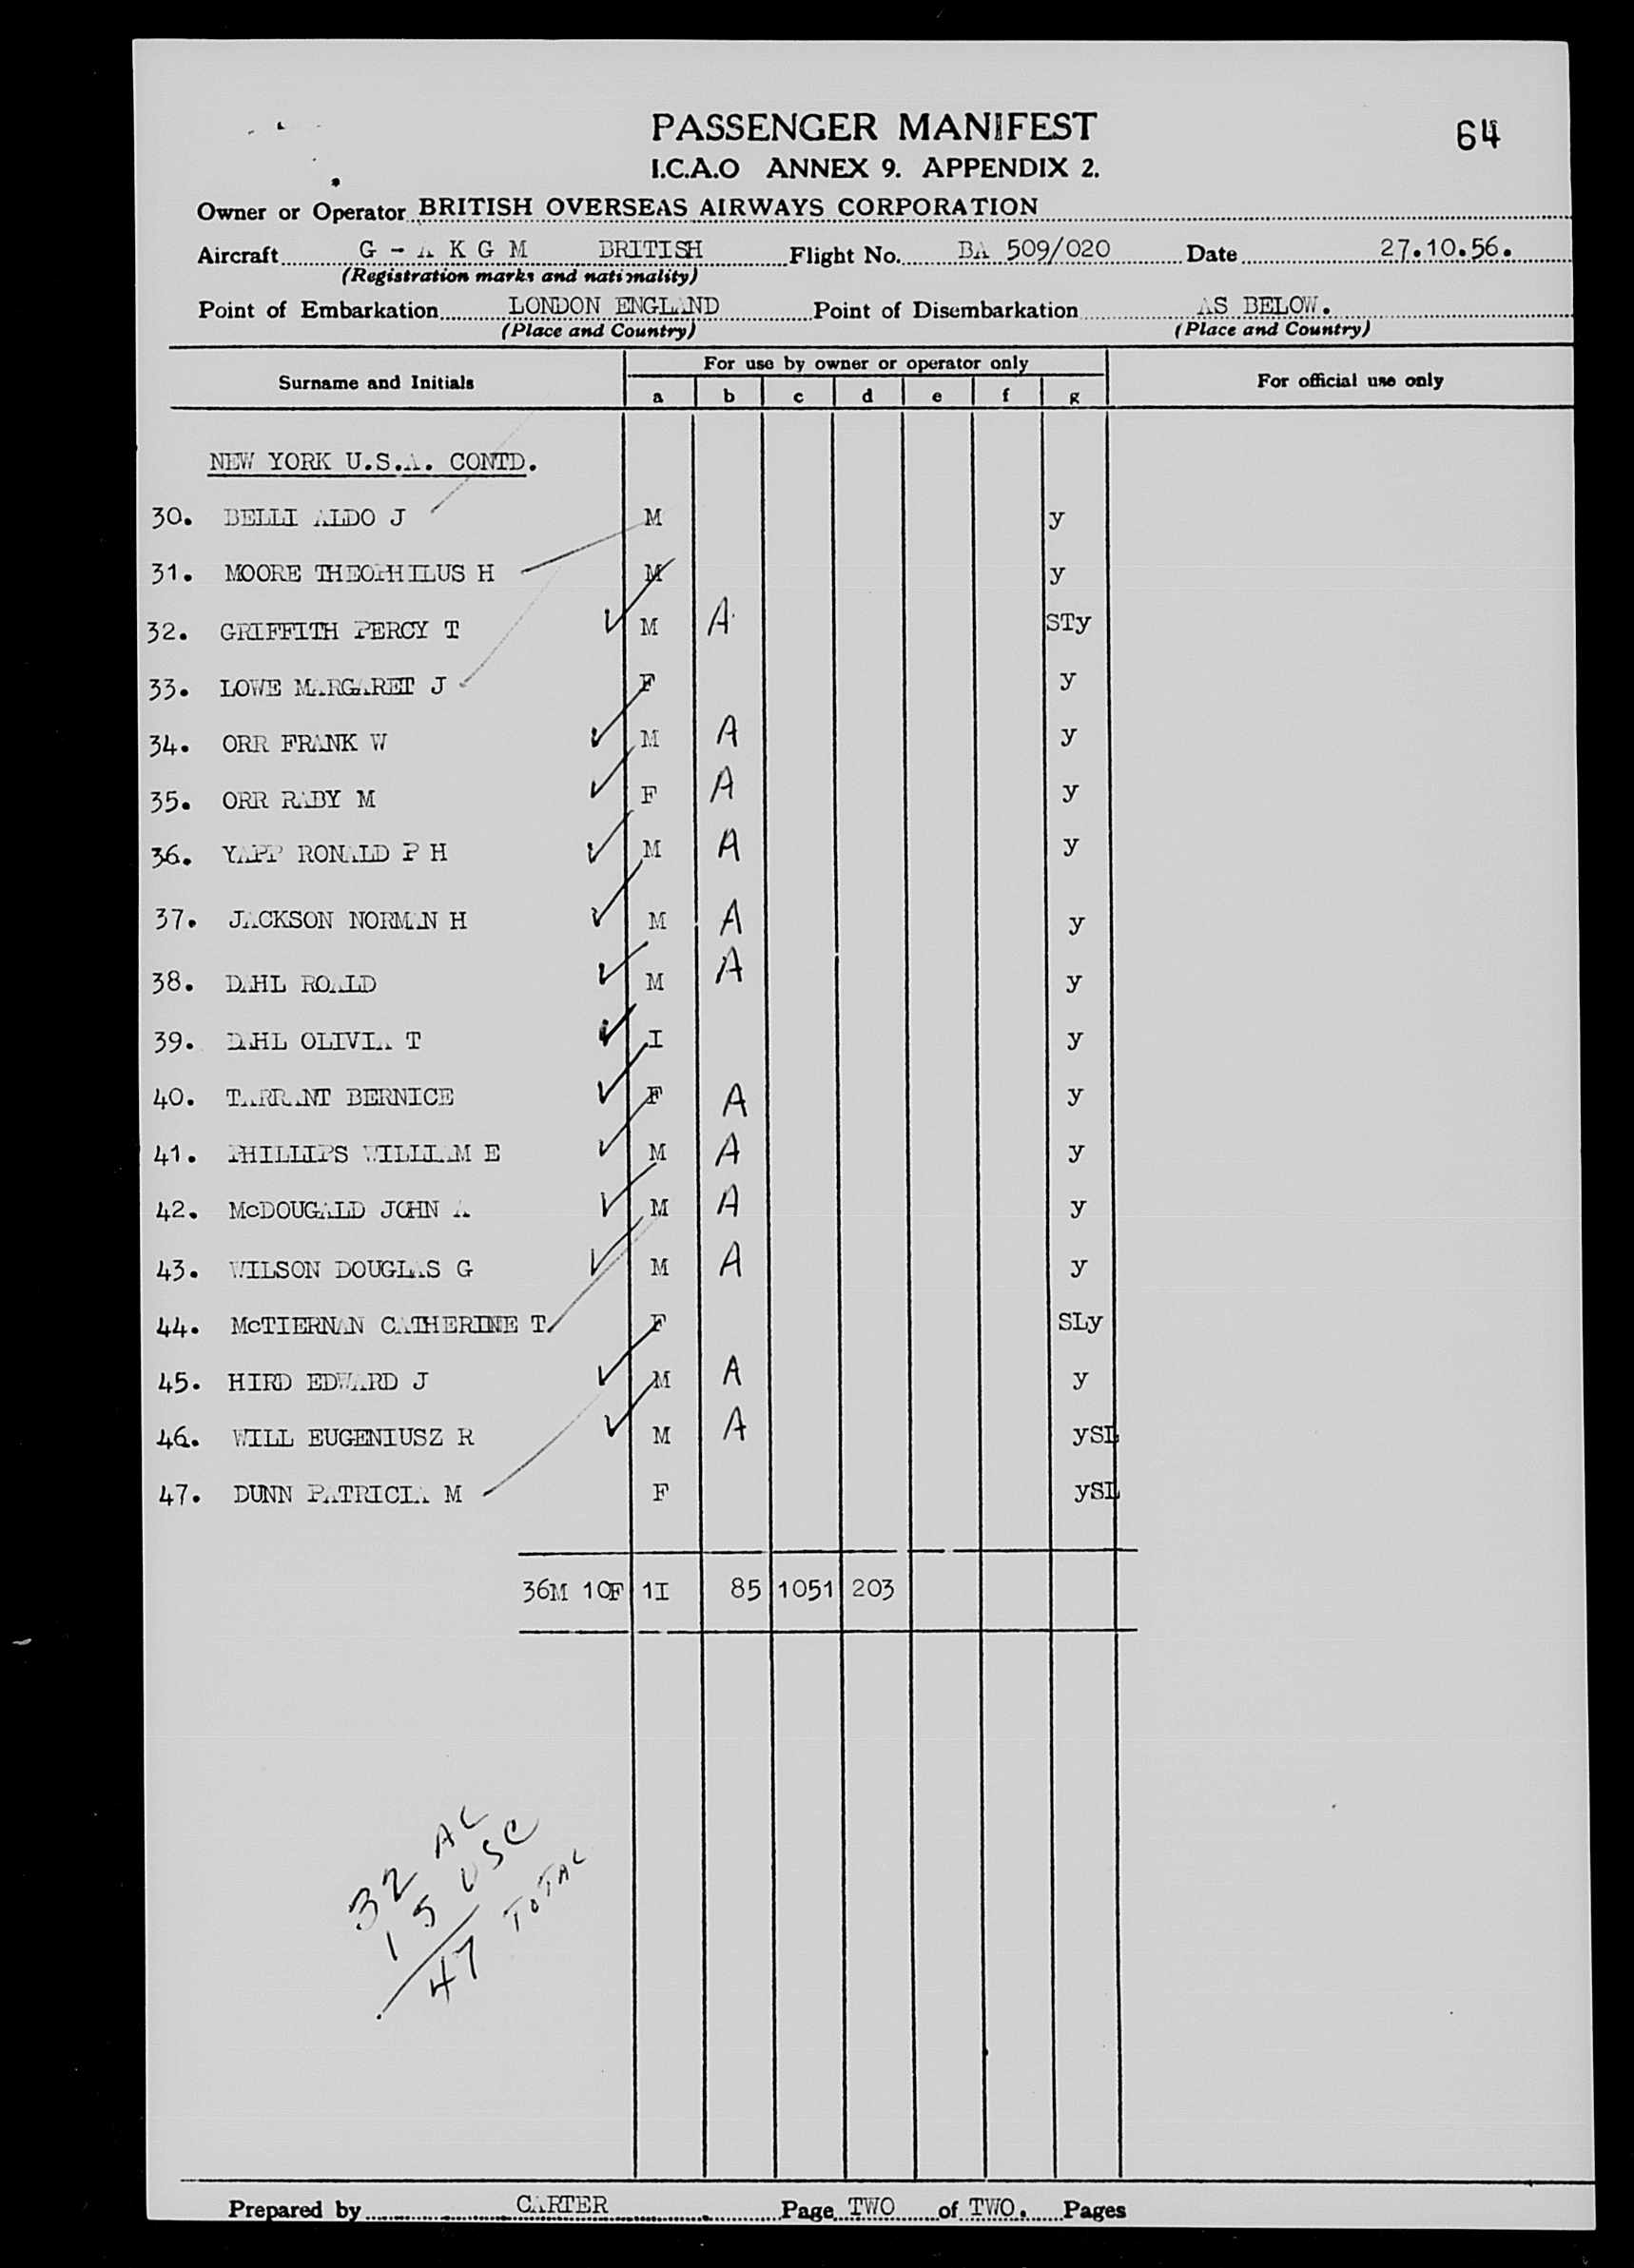 PASSENGER MANIFEST
64
I.C.A.O ANNEX 9. APPENDIX 2.
Owner or Operator BRITISH OVERSEAS AIRWAYS CORPORATION
Aircraft G - A K G M BRITISH Flight No. BA 509/020 Date 27.10.56.
(Registration marks and nationality)
Point of Embarkation LONDON ENGLAND Point of Disembarkation AS BELOW.
(Place and Country) (Place and Country)
Surname and Initials For use by owner or operator only For official use only
a b c d e f g
NEW YORK U.S.A. CONTD.
30. BELLI ALDO J M y
31. MOORE THEOPHILUS H M y
32. GRIFFITH PERCY T ✓ M A STy
33. LOWE MARGARET J F y
34. ORR FRANK W ✓ M A y
35. ORR RABY M ✓ F A y
36. YAPP RONALD P H ✓ M A y
37. JACKSON NORMAN H ✓ M A y
38. DAHL ROALD ✓ M A y
39. DAHL OLIVIA T ✓ I y
40. TARRANT BERNICE ✓ F A y
41. PHILLIPS WILLIAM E ✓ M A y
42. McDOUGALD JOHN A ✓ M A y
43. WILSON DOUGLAS G ✓ M A y
44. McTIERNAN CATHERINE T F SLy
45. HIRD EDWARD J ✓ M A y
46. WILL EUGENIUSZ R ✓ M A ySL
47. DUNN PATRICIA M F ySL
36M 10F 1I 85 1051 203
32 AC
15 USC
47 TOTAL
Prepared by CARTER Page TWO of TWO. Pages